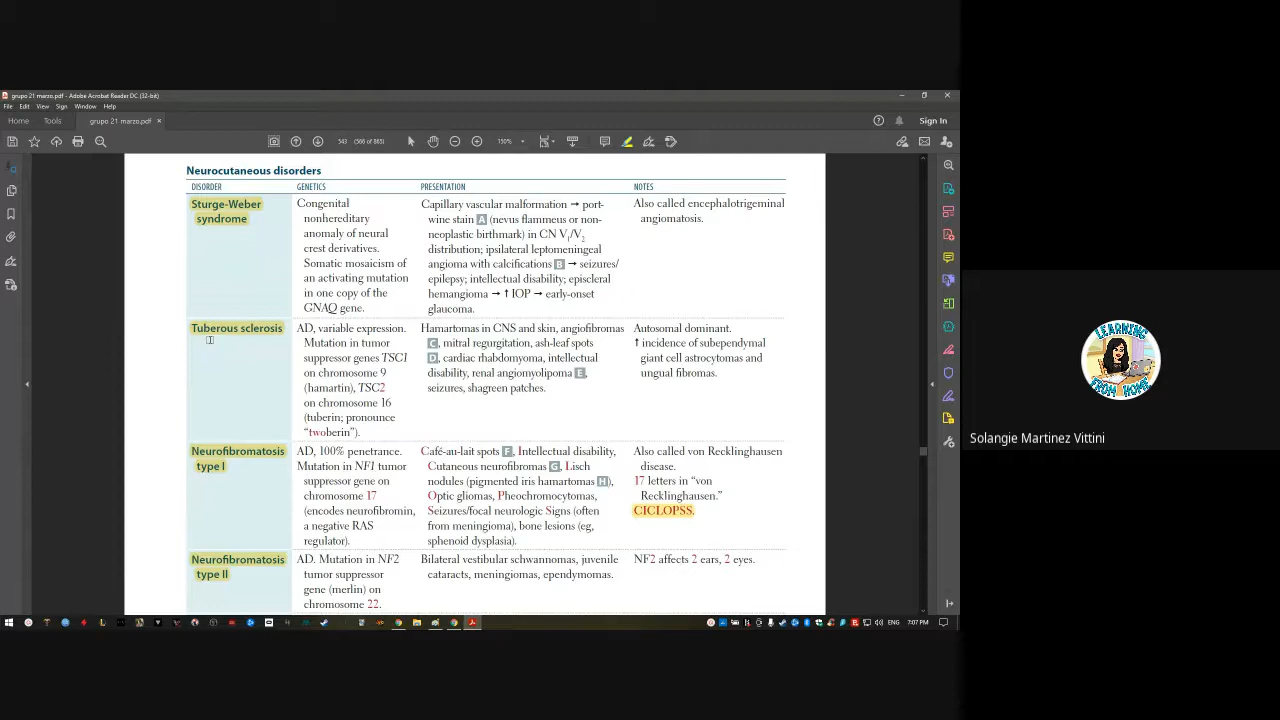 grupo 21 marzo.pdf - Adobe Acrobat Reader DC (32-bit)
File Edit View Sign Window Help
Home Tools grupo 21 marzo.pdf × Sign In
543 (566 of 865) 150%
Neurocutaneous disorders
DISORDER GENETICS PRESENTATION NOTES
Sturge-Weber
syndrome
Congenital
nonhereditary
anomaly of neural
crest derivatives.
Somatic mosaicism of
an activating mutation
in one copy of the
GNAQ gene.
Capillary vascular malformation → port-
wine stain A (nevus flammeus or non-
neoplastic birthmark) in CN V1/V2
distribution; ipsilateral leptomeningeal
angioma with calcifications B → seizures/
epilepsy; intellectual disability; episcleral
hemangioma → ↑ IOP → early-onset
glaucoma.
Also called encephalotrigeminal
angiomatosis.
Tuberous sclerosis
AD, variable expression.
Mutation in tumor
suppressor genes TSC1
on chromosome 9
(hamartin), TSC2
on chromosome 16
(tuberin; pronounce
“twoberin”).
Hamartomas in CNS and skin, angiofibromas
C, mitral regurgitation, ash-leaf spots
D, cardiac rhabdomyoma, intellectual
disability, renal angiomyolipoma E,
seizures, shagreen patches.
Autosomal dominant.
↑ incidence of subependymal
giant cell astrocytomas and
ungual fibromas.
Neurofibromatosis
type I
AD, 100% penetrance.
Mutation in NF1 tumor
suppressor gene on
chromosome 17
(encodes neurofibromin,
a negative RAS
regulator).
Café-au-lait spots F, Intellectual disability,
Cutaneous neurofibromas G, Lisch
nodules (pigmented iris hamartomas H),
Optic gliomas, Pheochromocytomas,
Seizures/focal neurologic Signs (often
from meningioma), bone lesions (eg,
sphenoid dysplasia).
Also called von Recklinghausen
disease.
17 letters in “von
Recklinghausen.”
CICLOPSS.
Neurofibromatosis
type II
AD. Mutation in NF2
tumor suppressor
gene (merlin) on
chromosome 22.
Bilateral vestibular schwannomas, juvenile
cataracts, meningiomas, ependymomas.
NF2 affects 2 ears, 2 eyes.
ENG 7:07 PM
LEARNING
FROM HOME
Solangie Martinez Vittini